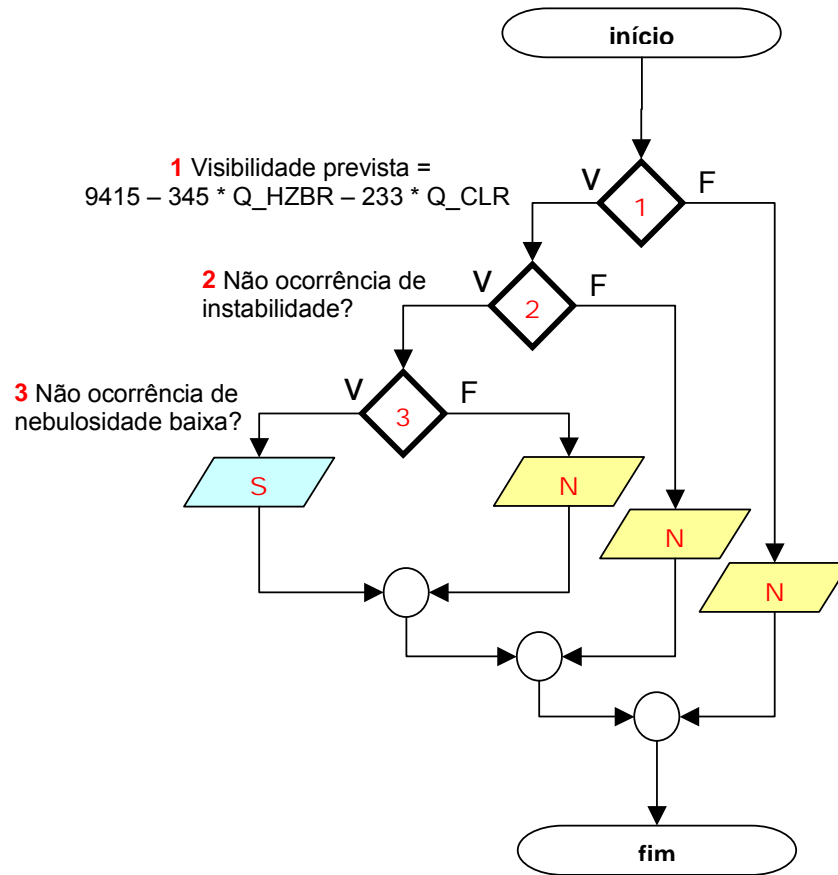 início
1 Visibilidade prevista =
9415 – 345 * Q_HZBR – 233 * Q_CLR
V
1
F
2 Não ocorrência de
instabilidade?
V
2
F
3 Não ocorrência de
nebulosidade baixa?
V
3
F
S
N
N
N
fim